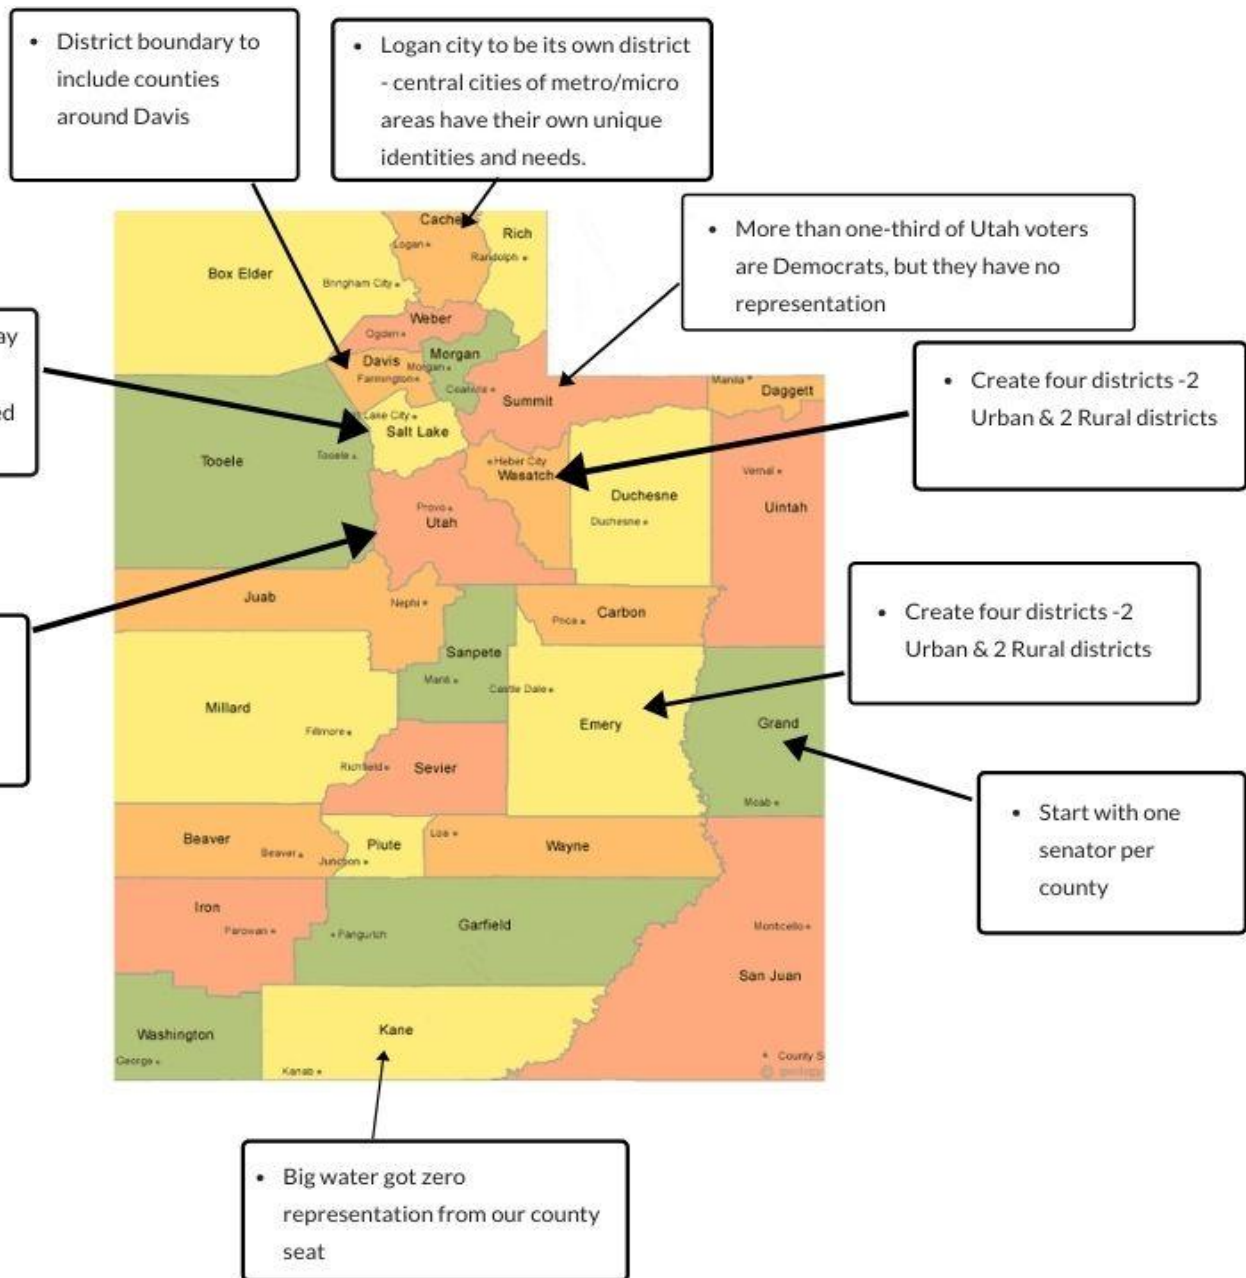 • District boundary to
include counties
around Davis
• Logan city to be its own district
- central cities of metro/micro
areas have their own unique
identities and needs.
• More than one-third of Utah voters
are Democrats, but they have no
representation
ay
ed
• Create four districts -2
Urban & 2 Rural districts
• Create four districts -2
Urban & 2 Rural districts
• Start with one
senator per
county
• Big water got zero
representation from our county
seat
Cache
Logan
Rich
Randolph
Box Elder
Bringham City
Weber
Ogden
Davis
Morgan
Morgan
Farmington
Coalville
Summit
Manila
Daggett
Lake City
Salt Lake
Tooele
Tooele
Heber City
Wasatch
Vernal
Duchesne
Uintah
Provo
Utah
Duchesne
Juab
Nephi
Carbon
Price
Sanpete
Manti
Castle Dale
Millard
Emery
Grand
Fillmore
Richfield
Sevier
Moab
Beaver
Beaver
Piute
Junction
Loa
Wayne
Iron
Parowan
Garfield
Panguitch
Monticello
San Juan
Washington
Kane
George
Kanab
County S